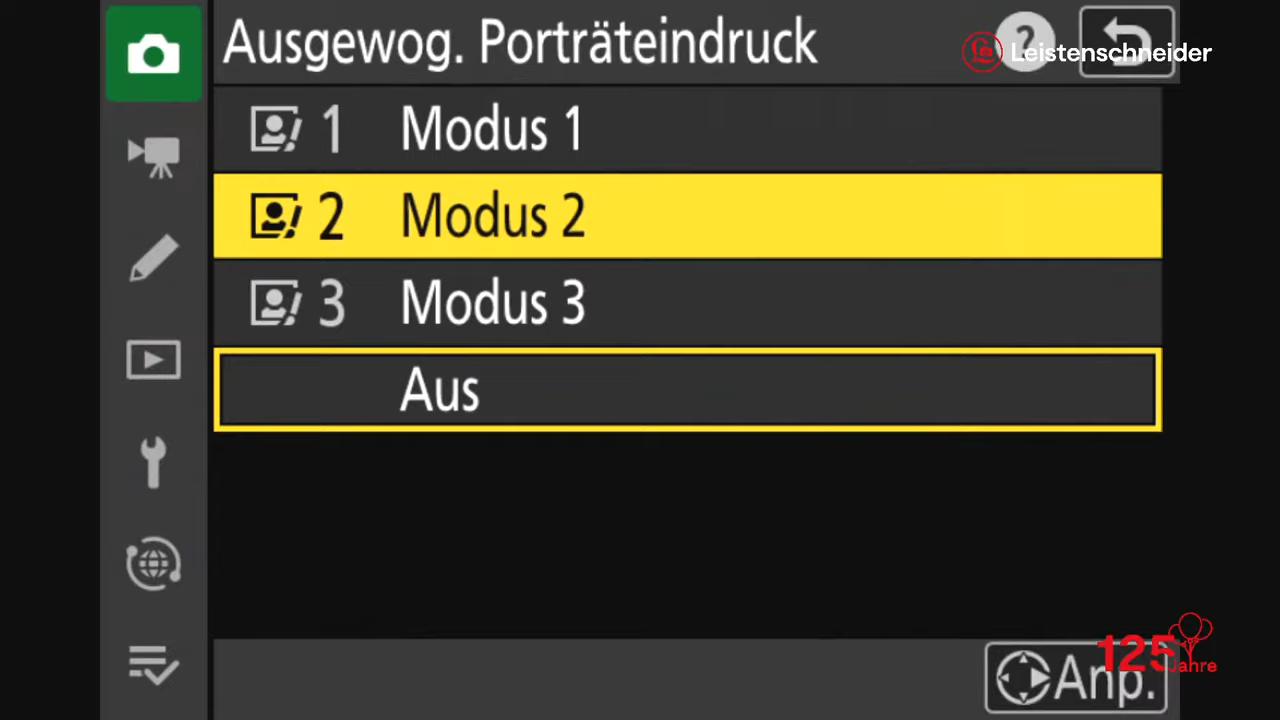 Ausgewog. Porträteindruck
?
Leistenschneider
1 Modus 1
2 Modus 2
3 Modus 3
Aus
125 Jahre
Anp.